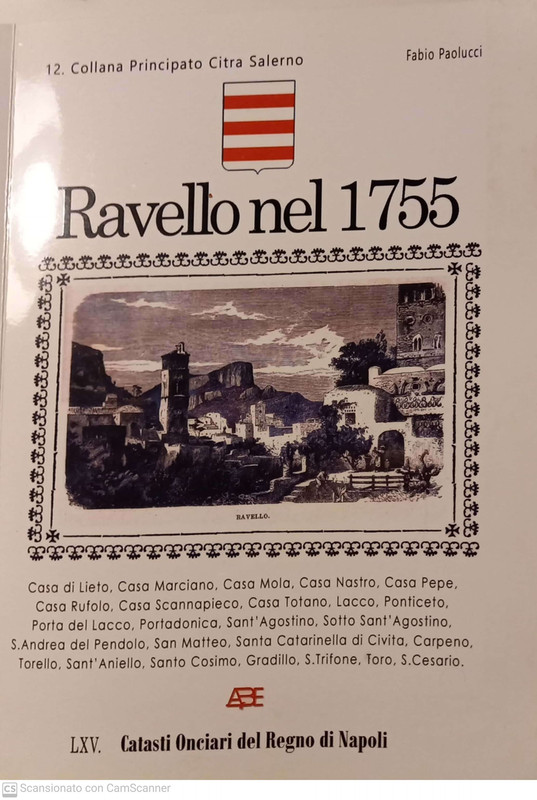 12. Collana Principato Citra Salerno
Fabio Paolucci
Ravello nel 1755
RAVELLO.
Casa di Lieto, Casa Marciano, Casa Mola, Casa Nastro, Casa Pepe,
Casa Rufolo, Casa Scannapieco, Casa Totano, Lacco, Ponticeto,
Porta del Lacco, Portadonica, Sant'Agostino, Sotto Sant'Agostino,
S.Andrea del Pendolo, San Matteo, Santa Catarinella di Civita, Carpeno,
Torello, Sant'Aniello, Santo Cosimo, Gradillo, S.Trifone, Toro, S.Cesario.
ABE
LXV. Catasti Onciari del Regno di Napoli
CS Scansionato con CamScanner